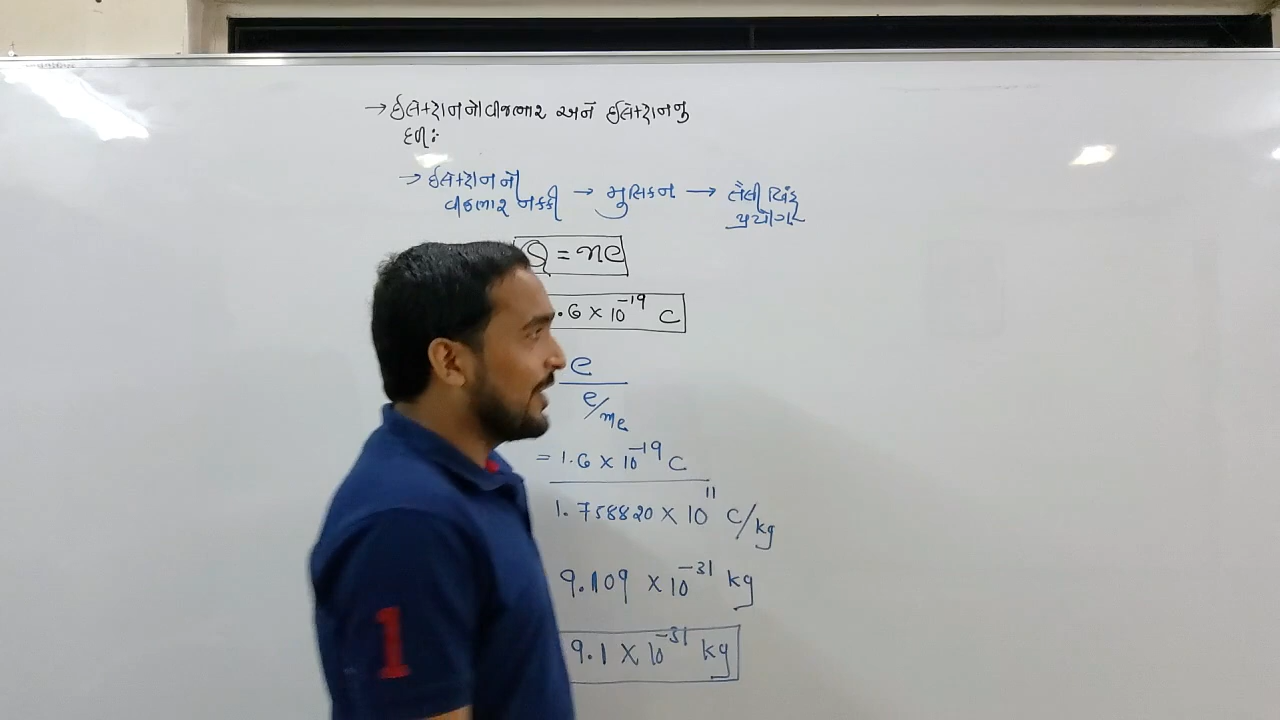 → ઈલેક્ટ્રોનનો વીજભાર અને ઈલેક્ટ્રોનનુ
દળ:
→ ઈલેક્ટ્રોનનો
વીજભાર નક્કી → મુલિકન → તૈલી બિંદુ
પ્રયોગ
Q = ne
.6 × 10⁻¹⁹ C
e
e/me
= 1.6 × 10⁻¹⁹ C
1.758820 × 10¹¹ C/kg
9.109 × 10⁻³¹ kg
9.1 × 10⁻³¹ kg
1